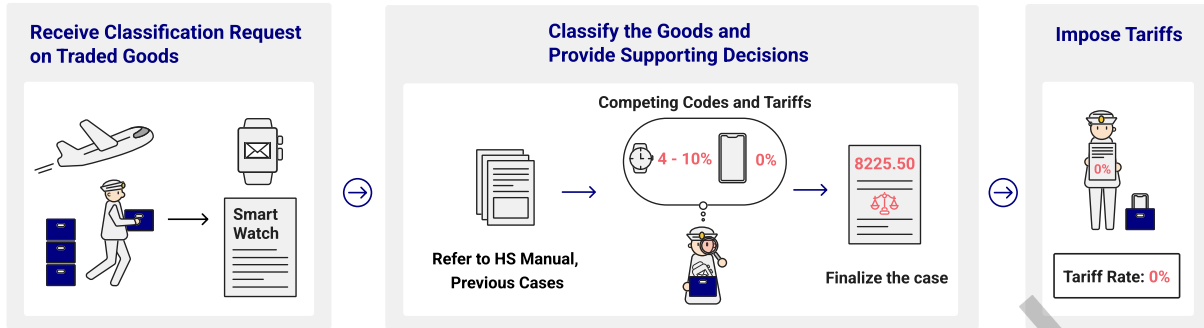 Receive Classification Request
on Traded Goods
Smart
Watch
Classify the Goods and
Provide Supporting Decisions
Competing Codes and Tariffs
4 - 10%
0%
8225.50
Refer to HS Manual,
Previous Cases
Finalize the case
Impose Tariffs
0%
Tariff Rate: 0%